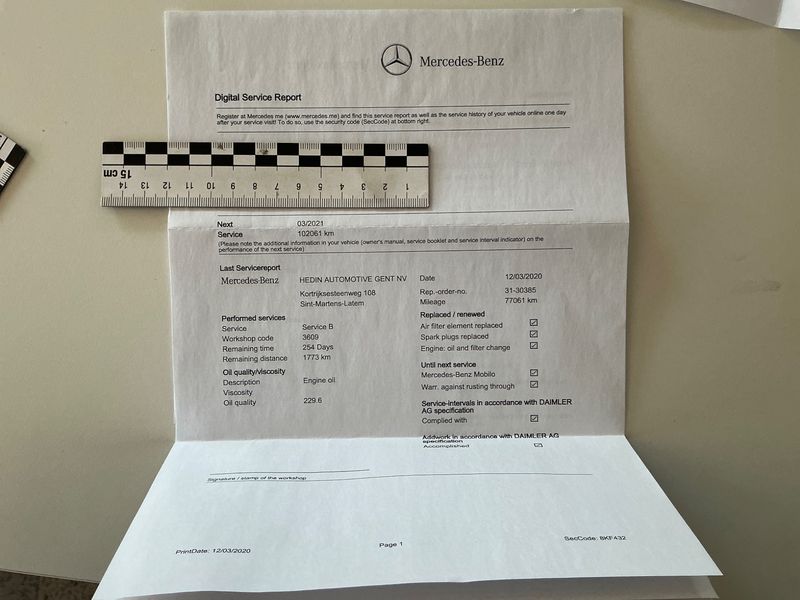 Mercedes-Benz
Digital Service Report
Register at Mercedes me (www.mercedes.me) and find this service report as well as the service history of your vehicle online one day
after your service visit! To do so, use the security code (SecCode) at bottom right.
15 cm
14 13 12 11 10 9 8 7 6 5 4 3 2 1
Next 03/2021
Service 102061 km
(Please note the additional information in your vehicle (owner's manual, service booklet and service interval indicator) on the
performance of the next service)
Last Servicereport
Mercedes-Benz HEDIN AUTOMOTIVE GENT NV
Kortrijksesteenweg 108
Sint-Martens-Latem
Date 12/03/2020
Rep.-order-no. 31-30385
Mileage 77061 km
Performed services
Service Service B
Workshop code 3609
Remaining time 254 Days
Remaining distance 1773 km
Oil quality/viscosity
Description Engine oil
Viscosity
Oil quality 229.6
Replaced / renewed
Air filter element replaced
Spark plugs replaced
Engine: oil and filter change
Until next service
Mercedes-Benz Mobilo
Warr. against rusting through
Service-intervals in accordance with DAIMLER
AG specification
Complied with
Addwork in accordance with DAIMLER AG
specification
Accomplished
Signature / stamp of the workshop
PrintDate: 12/03/2020
Page 1
SecCode: 8KF432